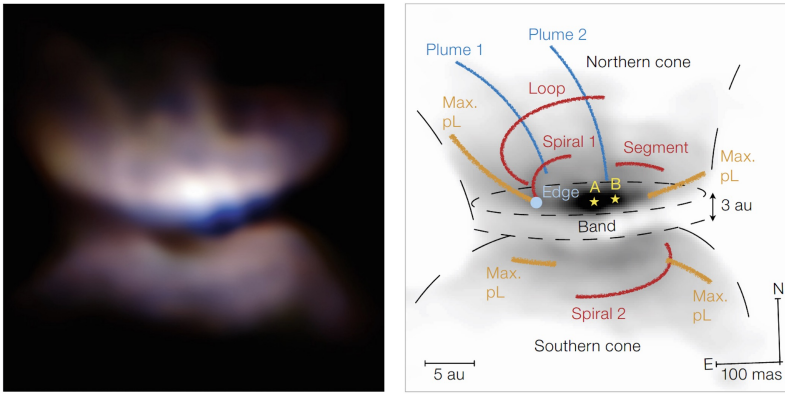 Plume 2
Plume 1
Northern cone
Loop
Max.
pL
Spiral 1
Segment
Max.
pL
Edge
A
B
3 au
Band
Max.
pL
Max.
pL
Spiral 2
N
Southern cone
E
5 au
100 mas